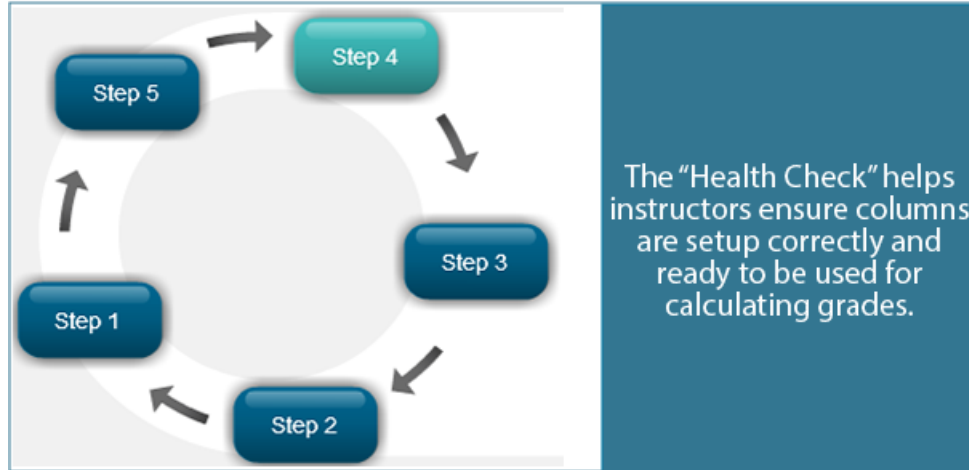 Step 4
Step 5
Step 3
Step 1
Step 2
The "Health Check" helps
instructors ensure columns
are setup correctly and
ready to be used for
calculating grades.